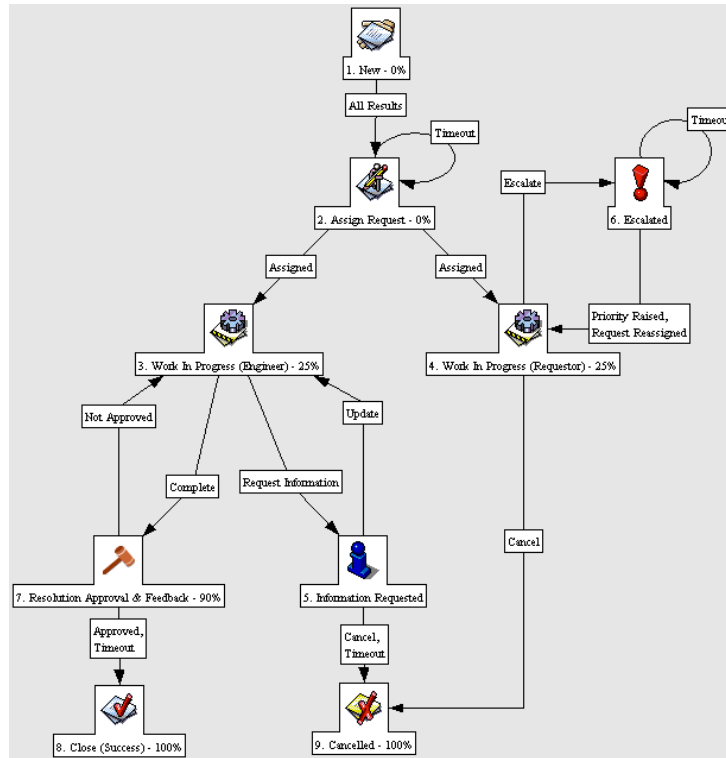 1. New - 0%
All Results
Timeout
Timeout
Escalate
2. Assign Request - 0%
6. Escalated
Assigned
Assigned
Priority Raised,
Request Reassigned
3. Work In Progress (Engineer) - 25%
4. Work In Progress (Requestor) - 25%
Not Approved
Update
Complete
Request Information
Cancel
7. Resolution Approval & Feedback - 90%
5. Information Requested
Approved,
Timeout
Cancel,
Timeout
8. Close (Success) - 100%
9. Cancelled - 100%